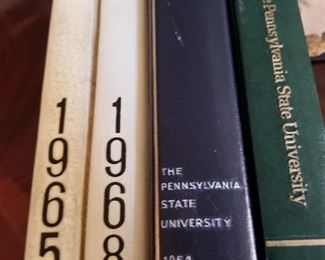 1965
1968
THE
PENNSYLVANIA
STATE
UNIVERSITY
Pennsylvania State University